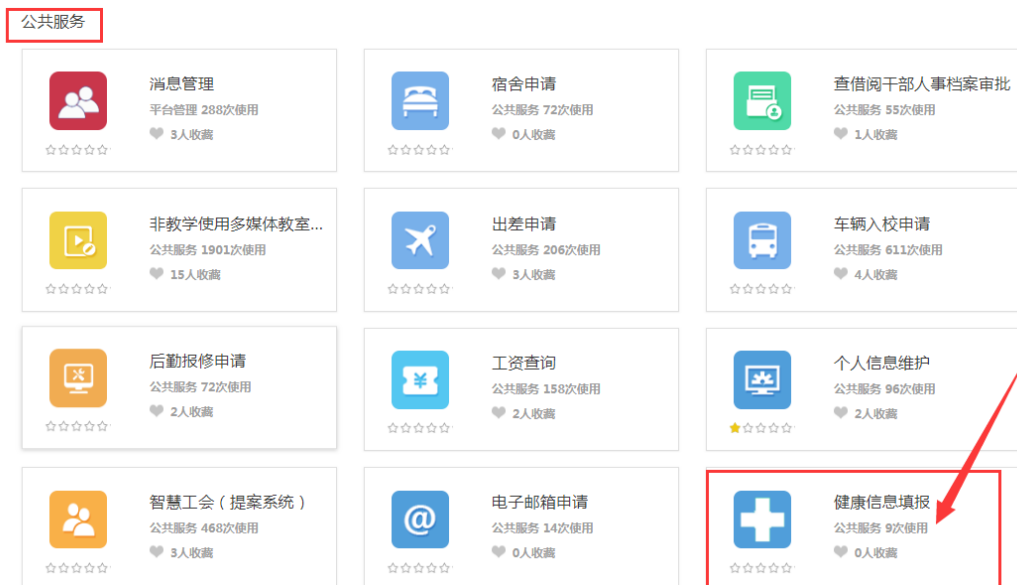 公共服务
消息管理
平台管理 288次使用
3人收藏
宿舍申请
公共服务 72次使用
0人收藏
查借阅干部人事档案审批
公共服务 55次使用
1人收藏
非教学使用多媒体教室...
公共服务 1901次使用
15人收藏
出差申请
公共服务 206次使用
3人收藏
车辆入校申请
公共服务 611次使用
4人收藏
后勤报修申请
公共服务 72次使用
2人收藏
工资查询
公共服务 158次使用
2人收藏
个人信息维护
公共服务 96次使用
2人收藏
智慧工会（提案系统）
公共服务 468次使用
3人收藏
电子邮箱申请
公共服务 14次使用
0人收藏
健康信息填报
公共服务 9次使用
0人收藏